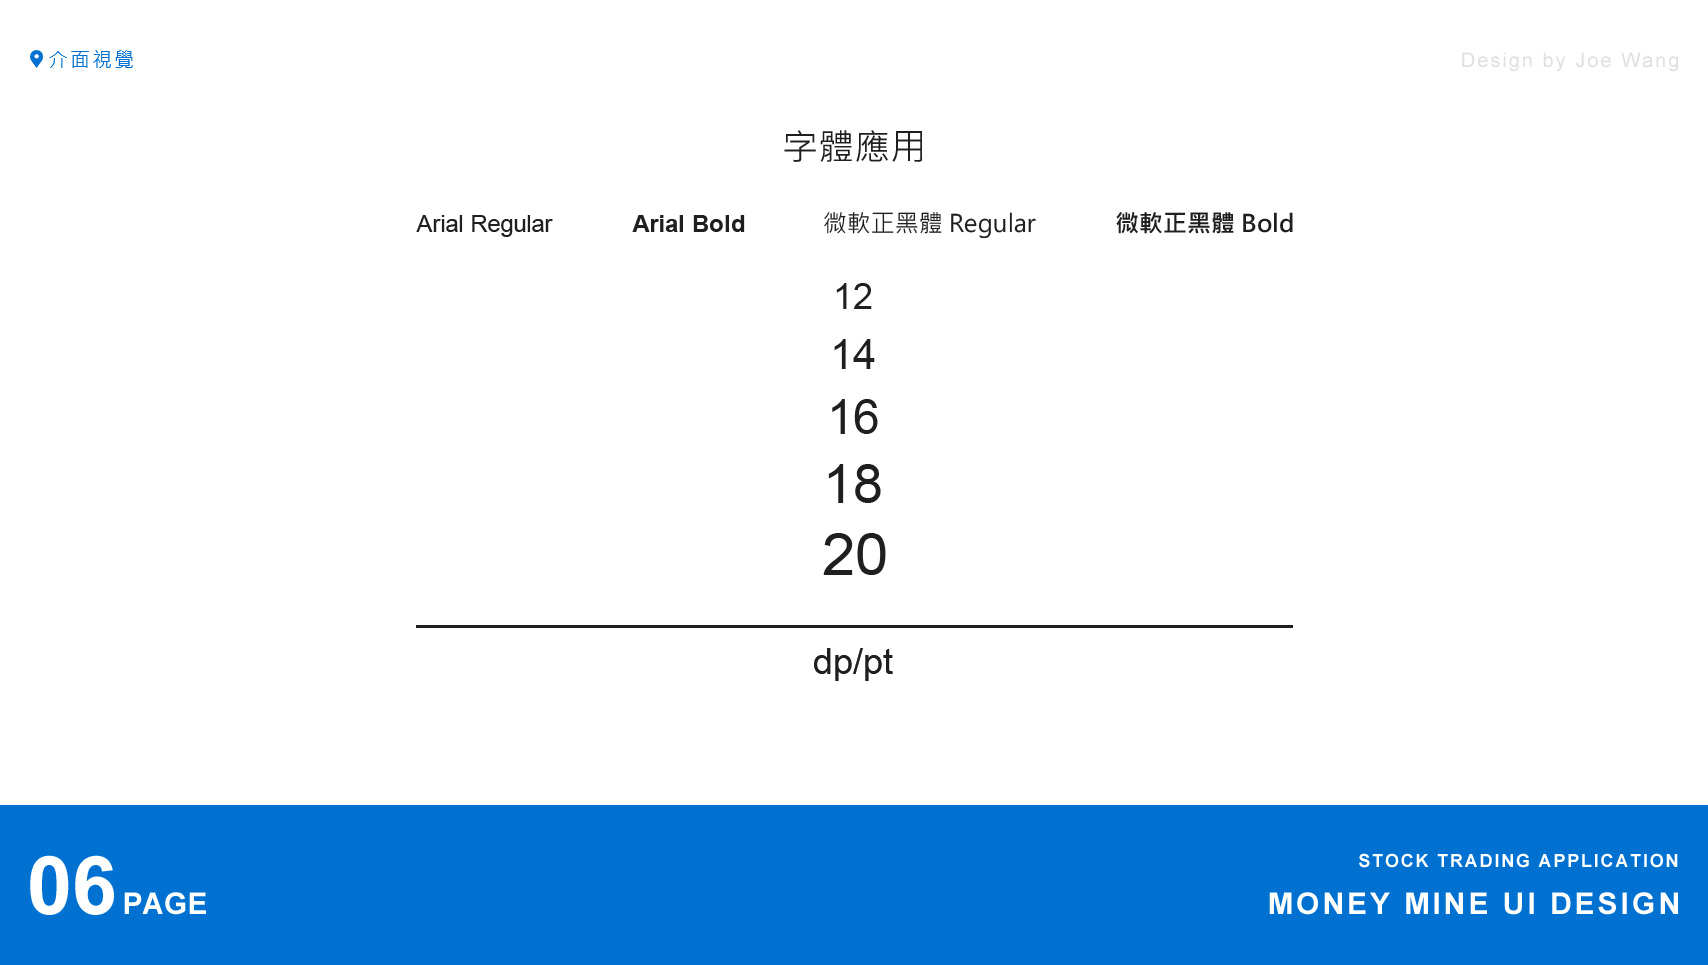 介面視覺
Design by Joe Wang
字體應用
Arial Regular
Arial Bold
微軟正黑體 Regular
微軟正黑體 Bold
12
14
16
18
20
dp/pt
06 PAGE
STOCK TRADING APPLICATION
MONEY MINE UI DESIGN